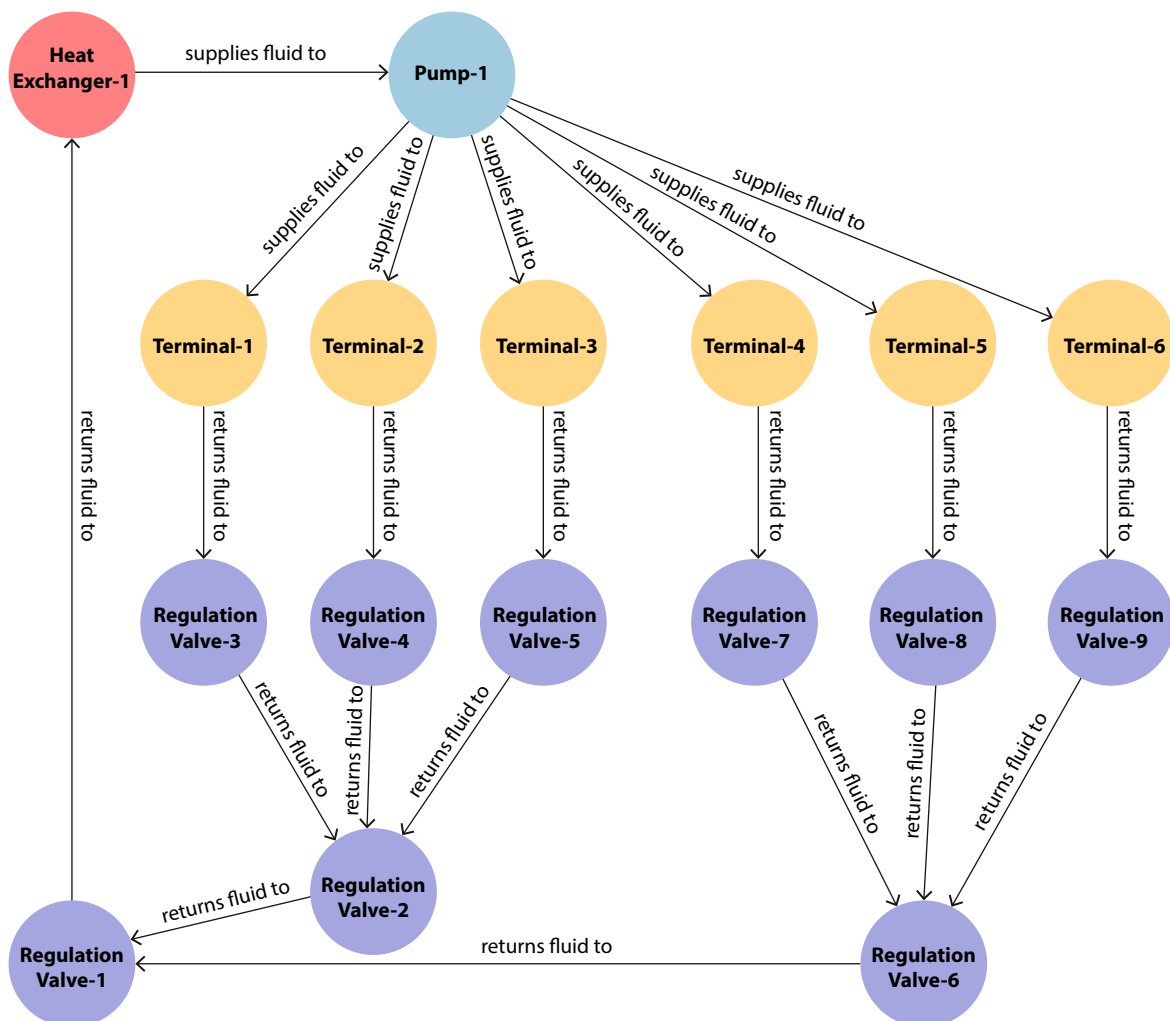 Heat
Exchanger-1
supplies fluid to
Pump-1
supplies fluid to
supplies fluid to
supplies fluid to
supplies fluid to
supplies fluid to
supplies fluid to
Terminal-1
Terminal-2
Terminal-3
Terminal-4
Terminal-5
Terminal-6
returns fluid to
returns fluid to
returns fluid to
returns fluid to
returns fluid to
returns fluid to
returns fluid to
Regulation
Valve-3
Regulation
Valve-4
Regulation
Valve-5
Regulation
Valve-7
Regulation
Valve-8
Regulation
Valve-9
returns fluid to
returns fluid to
returns fluid to
returns fluid to
returns fluid to
returns fluid to
Regulation
Valve-2
returns fluid to
Regulation
Valve-1
returns fluid to
Regulation
Valve-6